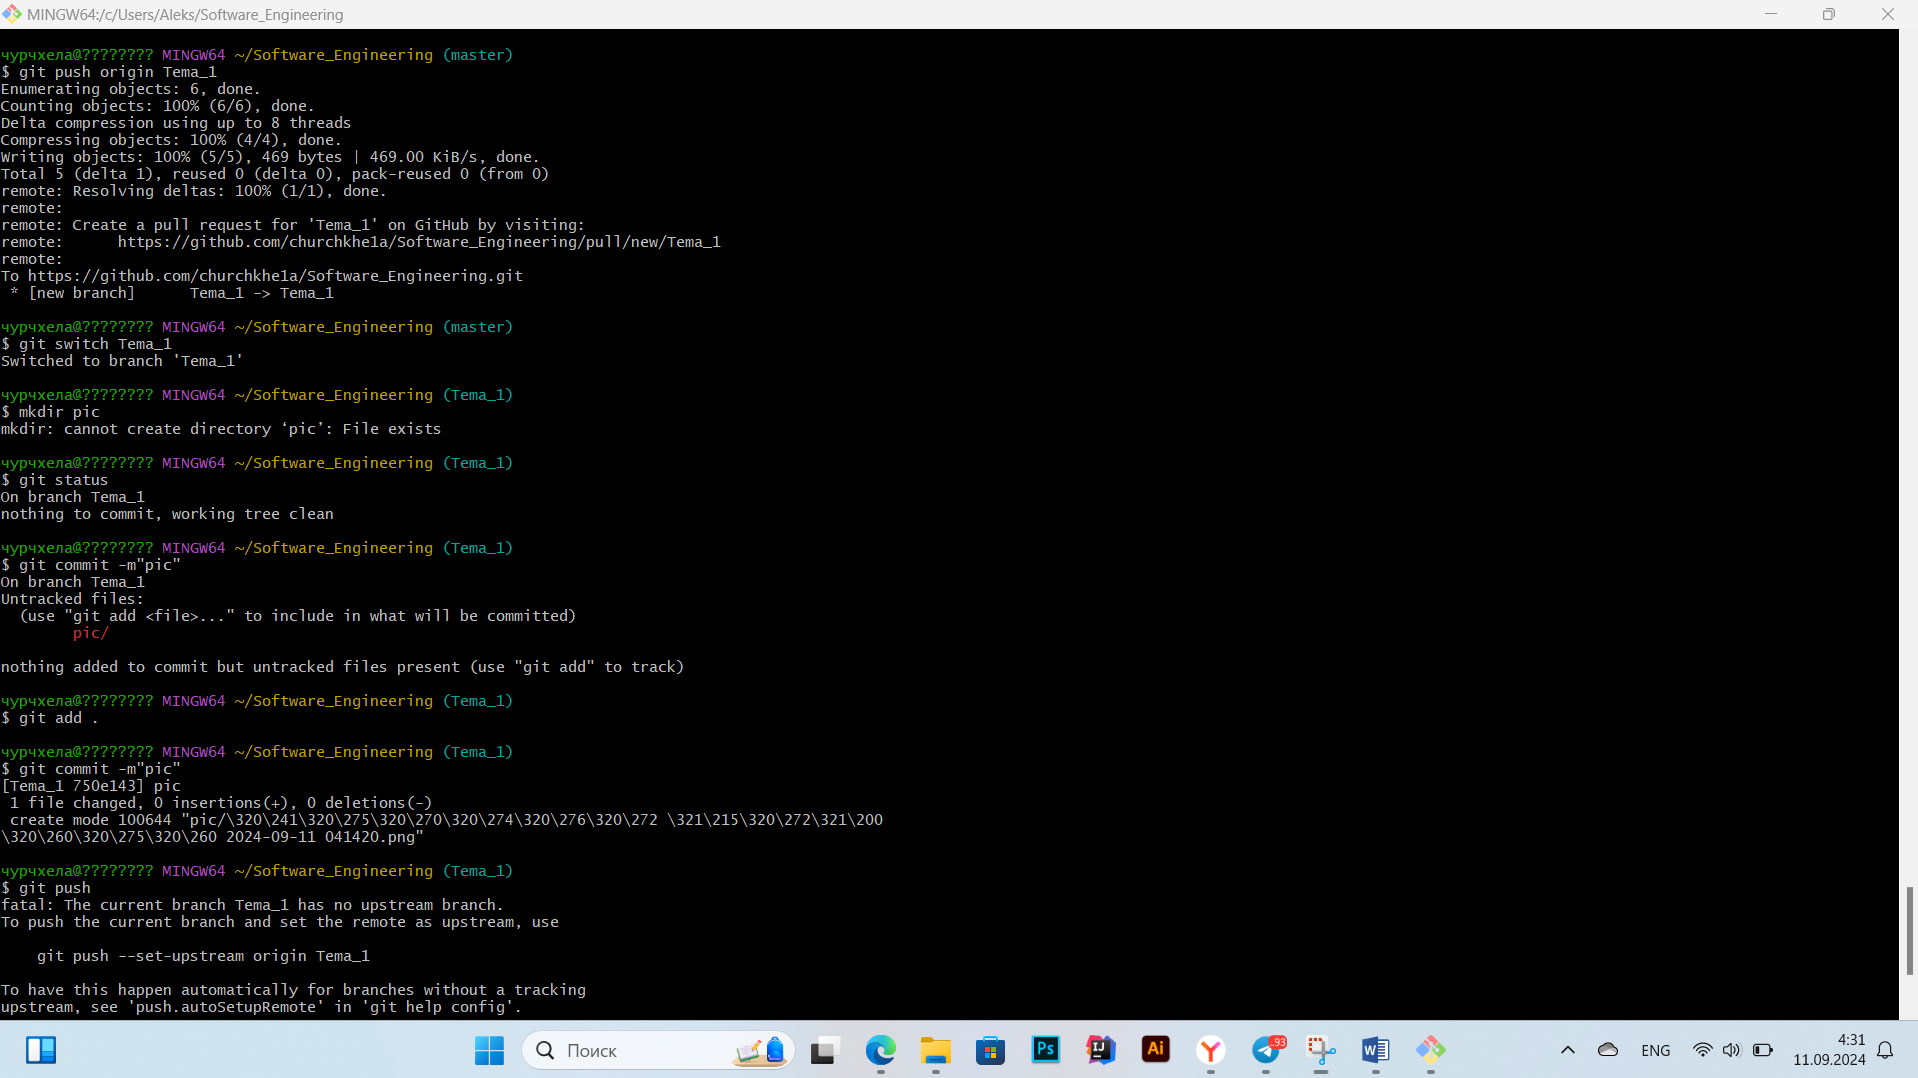 MINGW64:/c/Users/Aleks/Software_Engineering
чурчхела@???????? MINGW64 ~/Software_Engineering (master)
$ git push origin Tema_1
Enumerating objects: 6, done.
Counting objects: 100% (6/6), done.
Delta compression using up to 8 threads
Compressing objects: 100% (4/4), done.
Writing objects: 100% (5/5), 469 bytes | 469.00 KiB/s, done.
Total 5 (delta 1), reused 0 (delta 0), pack-reused 0 (from 0)
remote: Resolving deltas: 100% (1/1), done.
remote:
remote: Create a pull request for 'Tema_1' on GitHub by visiting:
remote:      https://github.com/churchkhe1a/Software_Engineering/pull/new/Tema_1
remote:
To https://github.com/churchkhe1a/Software_Engineering.git
 * [new branch]      Tema_1 -> Tema_1
чурчхела@???????? MINGW64 ~/Software_Engineering (master)
$ git switch Tema_1
Switched to branch 'Tema_1'
чурчхела@???????? MINGW64 ~/Software_Engineering (Tema_1)
$ mkdir pic
mkdir: cannot create directory ‘pic’: File exists
чурчхела@???????? MINGW64 ~/Software_Engineering (Tema_1)
$ git status
On branch Tema_1
nothing to commit, working tree clean
чурчхела@???????? MINGW64 ~/Software_Engineering (Tema_1)
$ git commit -m"pic"
On branch Tema_1
Untracked files:
  (use "git add <file>..." to include in what will be committed)
        pic/
nothing added to commit but untracked files present (use "git add" to track)
чурчхела@???????? MINGW64 ~/Software_Engineering (Tema_1)
$ git add .
чурчхела@???????? MINGW64 ~/Software_Engineering (Tema_1)
$ git commit -m"pic"
[Tema_1 750e143] pic
 1 file changed, 0 insertions(+), 0 deletions(-)
 create mode 100644 "pic/\320\241\320\275\320\270\320\274\320\276\320\272 \321\215\320\272\321\200
\320\260\320\275\320\260 2024-09-11 041420.png"
чурчхела@???????? MINGW64 ~/Software_Engineering (Tema_1)
$ git push
fatal: The current branch Tema_1 has no upstream branch.
To push the current branch and set the remote as upstream, use
    git push --set-upstream origin Tema_1
To have this happen automatically for branches without a tracking
upstream, see 'push.autoSetupRemote' in 'git help config'.
Поиск
Ps
IJ
Ai
93
W
ENG
4:31
11.09.2024